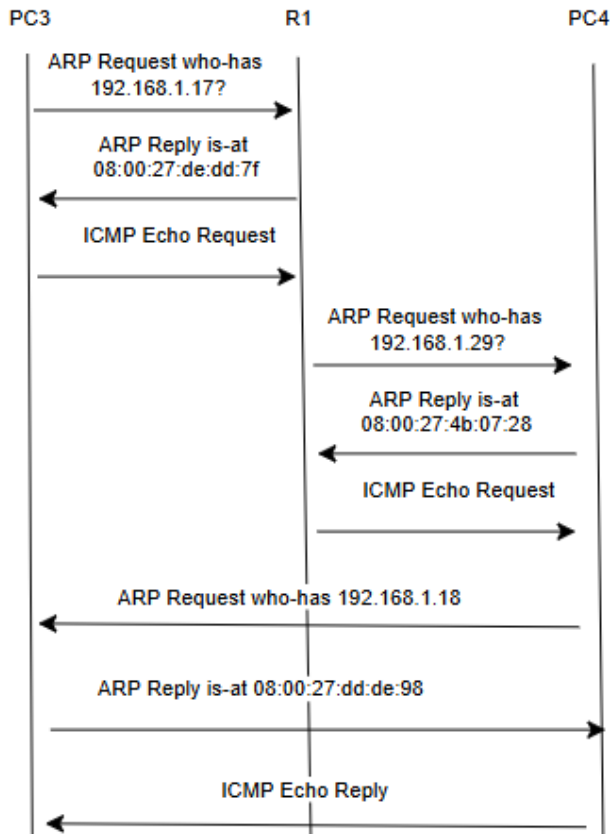 PC3
R1
PC4
ARP Request who-has
192.168.1.17?
ARP Reply is-at
08:00:27:de:dd:7f
ICMP Echo Request
ARP Request who-has
192.168.1.29?
ARP Reply is-at
08:00:27:4b:07:28
ICMP Echo Request
ARP Request who-has 192.168.1.18
ARP Reply is-at 08:00:27:dd:de:98
ICMP Echo Reply